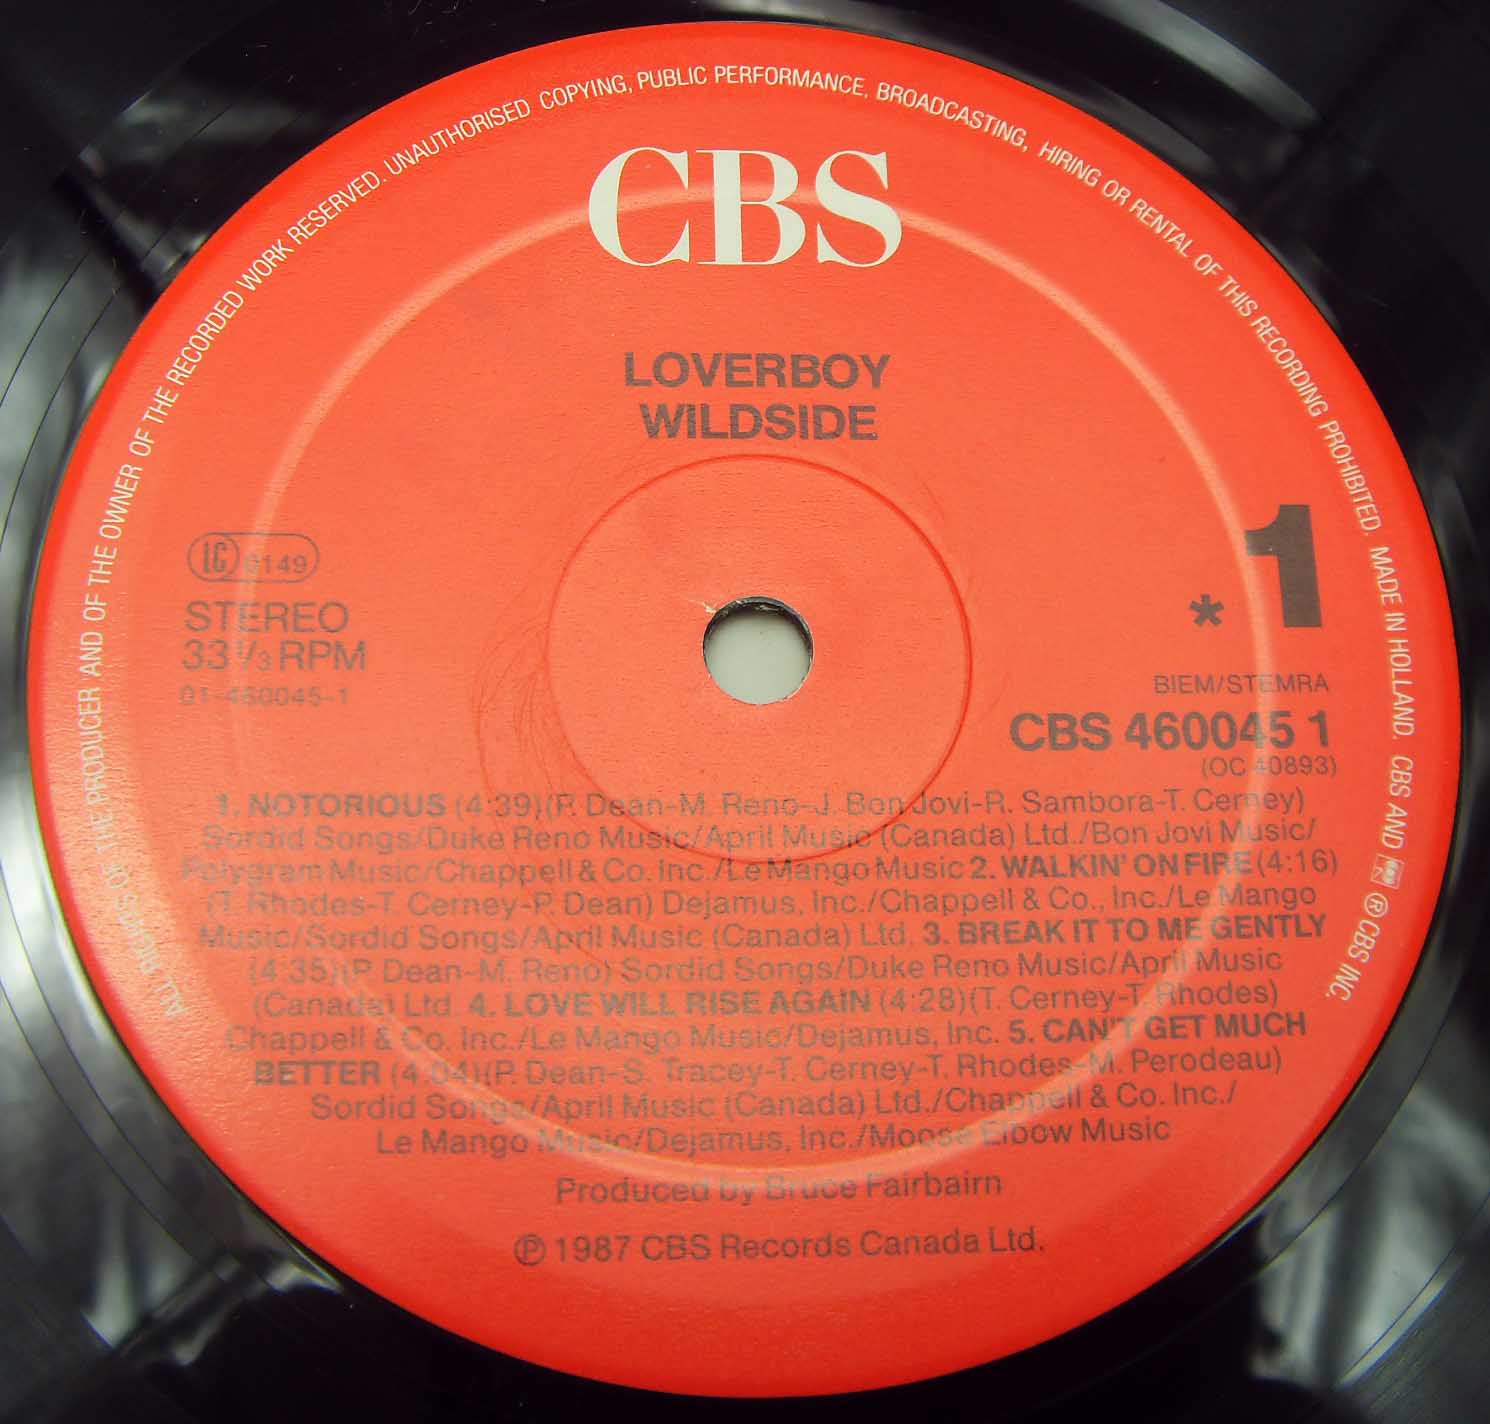 ALL RIGHTS OF THE PRODUCER AND OF THE OWNER OF THE RECORDED WORK RESERVED. UNAUTHORISED COPYING, PUBLIC PERFORMANCE, BROADCASTING, HIRING OR RENTAL OF THIS RECORDING PROHIBITED. MADE IN HOLLAND. CBS AND ® CBS INC.
CBS
LOVERBOY
WILDSIDE
LC 0149
STEREO
33 1/3 RPM
01-460045-1
* 1
BIEM/STEMRA
CBS 460045 1
(OC 40893)
1. NOTORIOUS (4:39)(P. Dean-M. Reno-J. Bon Jovi-R. Sambora-T. Cerney)
Sordid Songs/Duke Reno Music/April Music (Canada) Ltd./Bon Jovi Music/
Polygram Music/Chappell & Co. Inc./Le Mango Music 2. WALKIN' ON FIRE (4:16)
(T. Rhodes-T. Cerney-P. Dean) Dejamus, Inc./Chappell & Co., Inc./Le Mango
Music/Sordid Songs/April Music (Canada) Ltd. 3. BREAK IT TO ME GENTLY
(4:35)(P. Dean-M. Reno) Sordid Songs/Duke Reno Music/April Music
(Canada) Ltd. 4. LOVE WILL RISE AGAIN (4:28)(T. Cerney-T. Rhodes)
Chappell & Co. Inc./Le Mango Music/Dejamus, Inc. 5. CAN'T GET MUCH
BETTER (4:04)(P. Dean-S. Tracey-T. Cerney-T. Rhodes-M. Perodeau)
Sordid Songs/April Music (Canada) Ltd./Chappell & Co. Inc./
Le Mango Music/Dejamus, Inc./Moose Elbow Music
Produced by Bruce Fairbairn
℗ 1987 CBS Records Canada Ltd.